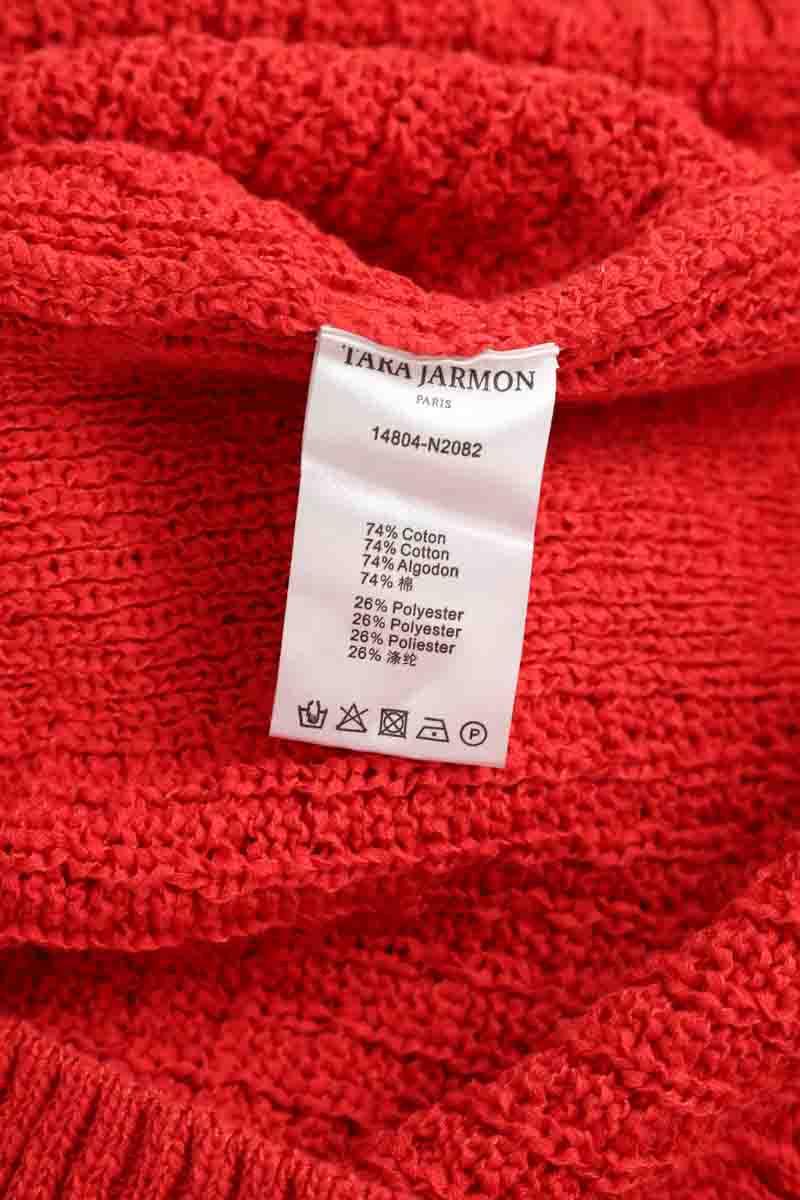 TARA JARMON
PARIS
14804-N2082
74% Coton
74% Cotton
74% Algodon
74% 棉
26% Polyester
26% Polyester
26% Poliester
26% 涤纶
P